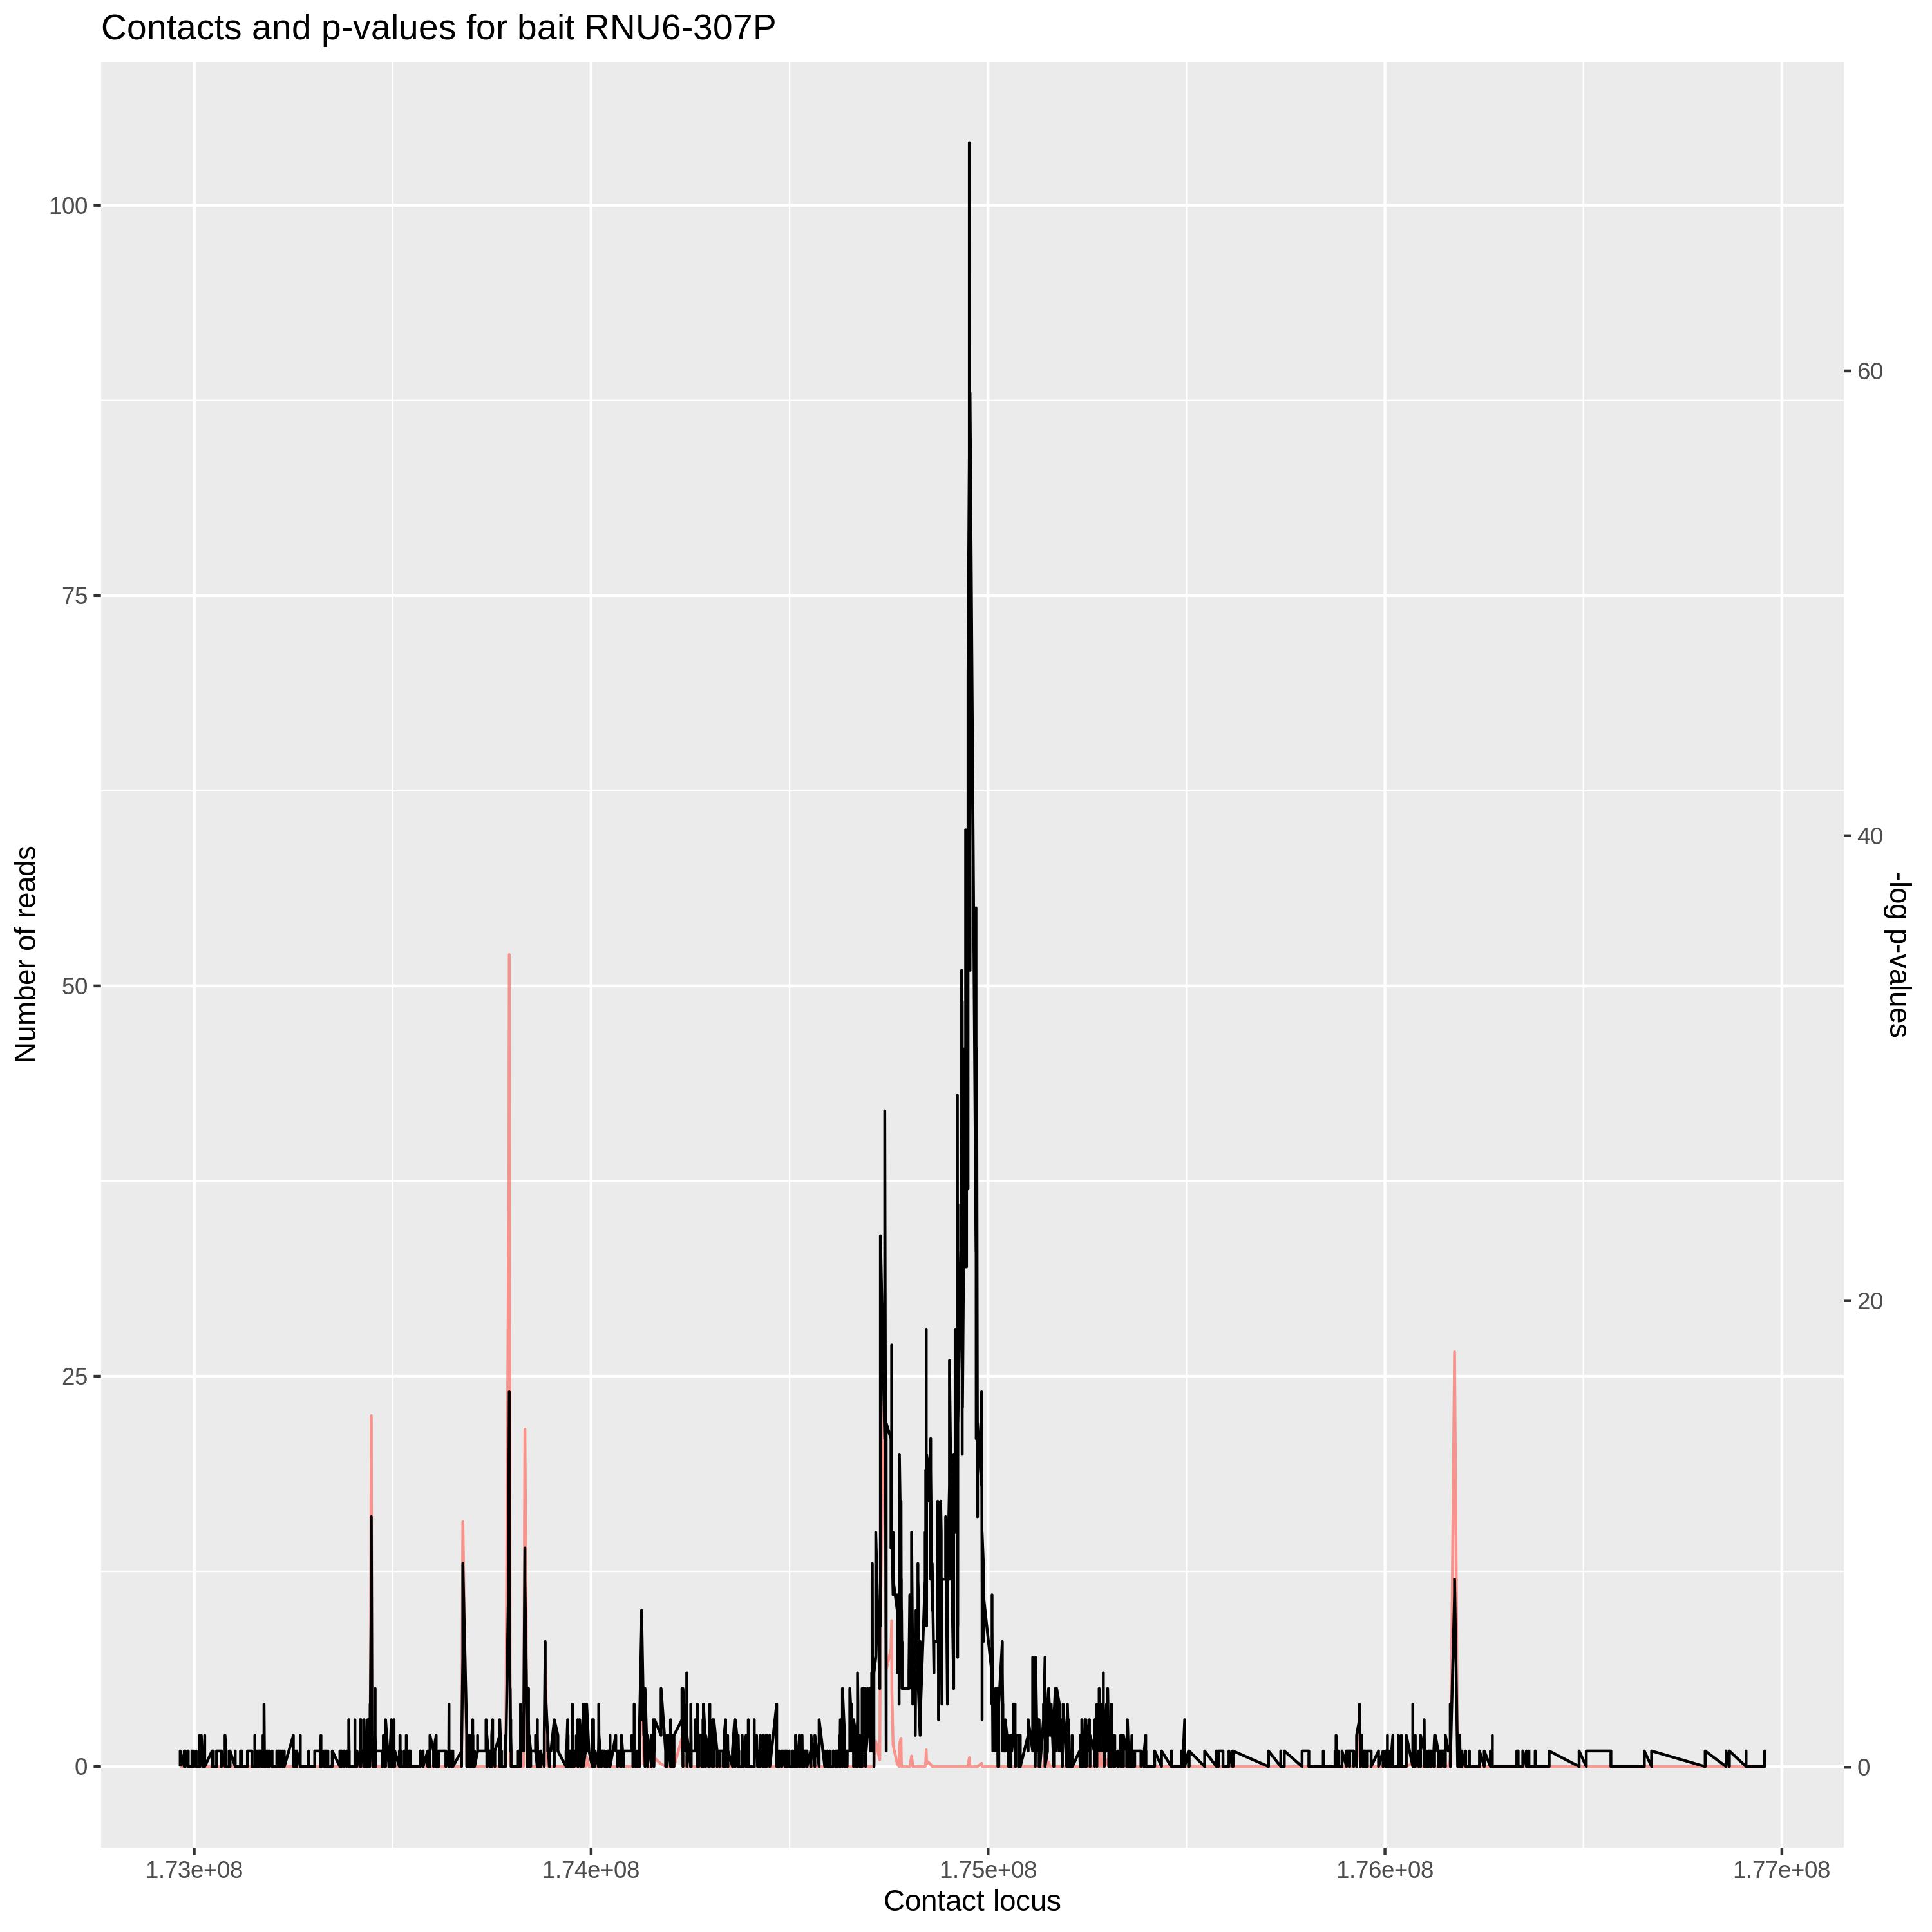 Contacts and p-values for bait RNU6-307P
100
75
50
25
0
Number of reads
60
40
20
0
-log p-values
1.73e+08 1.74e+08 1.75e+08 1.76e+08 1.77e+08
Contact locus